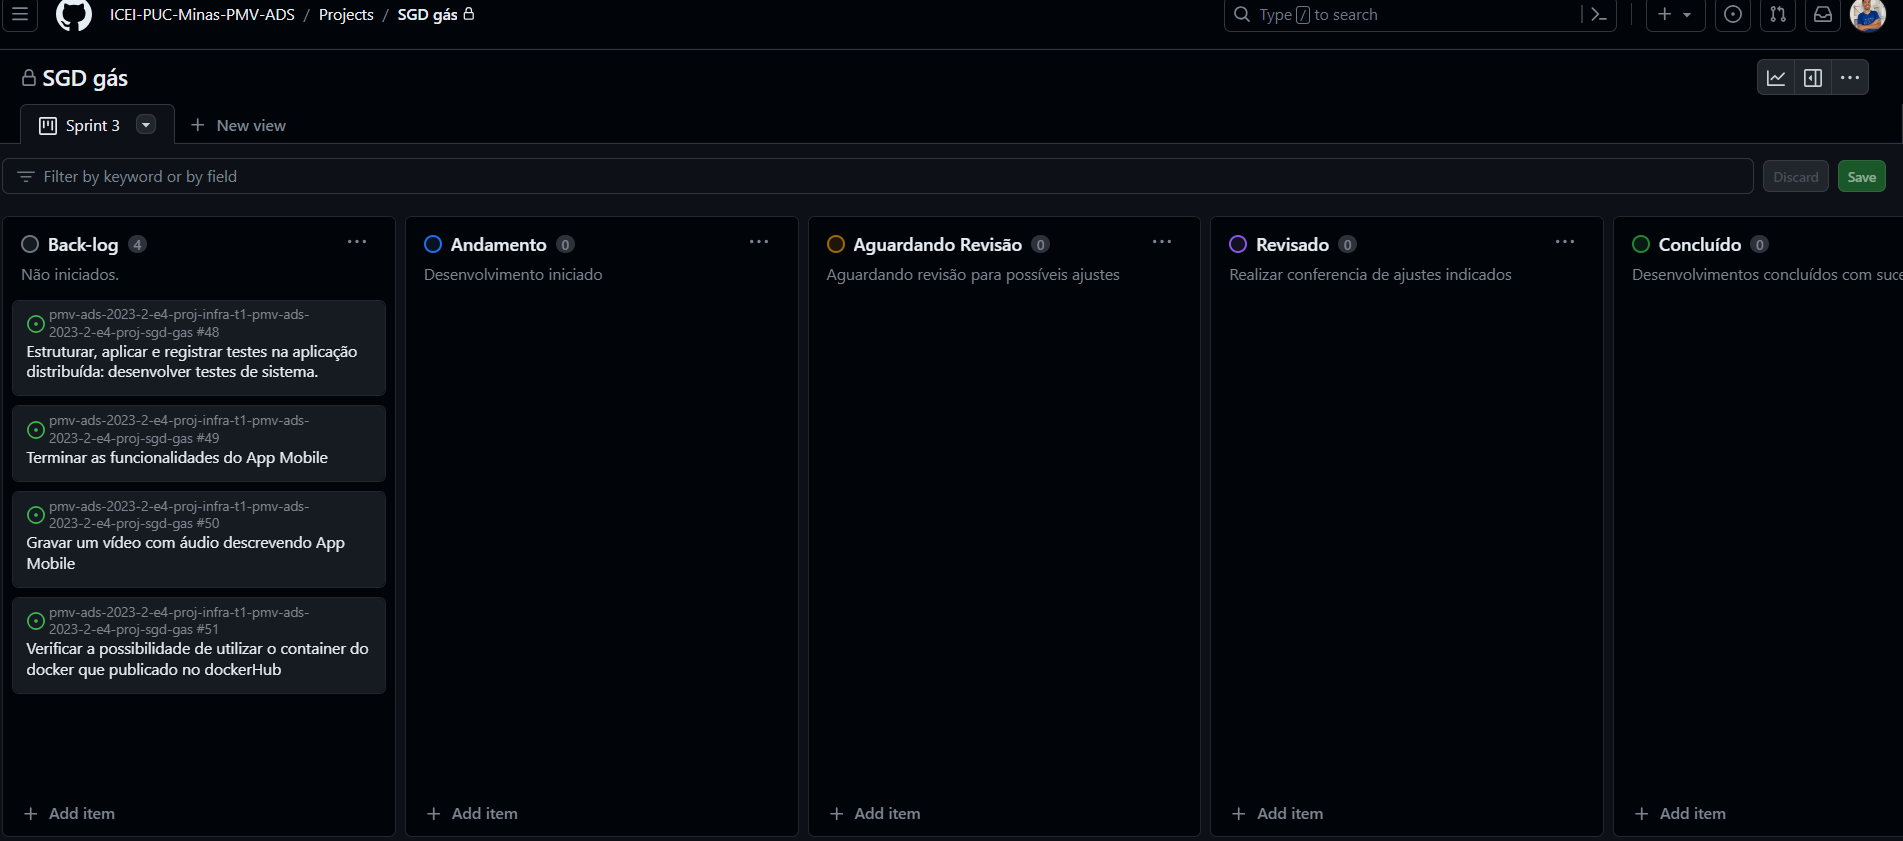 ICEI-PUC-Minas-PMV-ADS / Projects / SGD gás
Type / to search
SGD gás
Sprint 3
New view
Filter by keyword or by field
Discard
Save
Back-log 4
Não iniciados.
pmv-ads-2023-2-e4-proj-infra-t1-pmv-ads-
2023-2-e4-proj-sgd-gas #48
Estruturar, aplicar e registrar testes na aplicação
distribuída: desenvolver testes de sistema.
pmv-ads-2023-2-e4-proj-infra-t1-pmv-ads-
2023-2-e4-proj-sgd-gas #49
Terminar as funcionalidades do App Mobile
pmv-ads-2023-2-e4-proj-infra-t1-pmv-ads-
2023-2-e4-proj-sgd-gas #50
Gravar um vídeo com áudio descrevendo App
Mobile
pmv-ads-2023-2-e4-proj-infra-t1-pmv-ads-
2023-2-e4-proj-sgd-gas #51
Verificar a possibilidade de utilizar o container do
docker que publicado no dockerHub
Add item
Andamento 0
Desenvolvimento iniciado
Add item
Aguardando Revisão 0
Aguardando revisão para possíveis ajustes
Add item
Revisado 0
Realizar conferencia de ajustes indicados
Add item
Concluído 0
Desenvolvimentos concluídos com suce
Add item